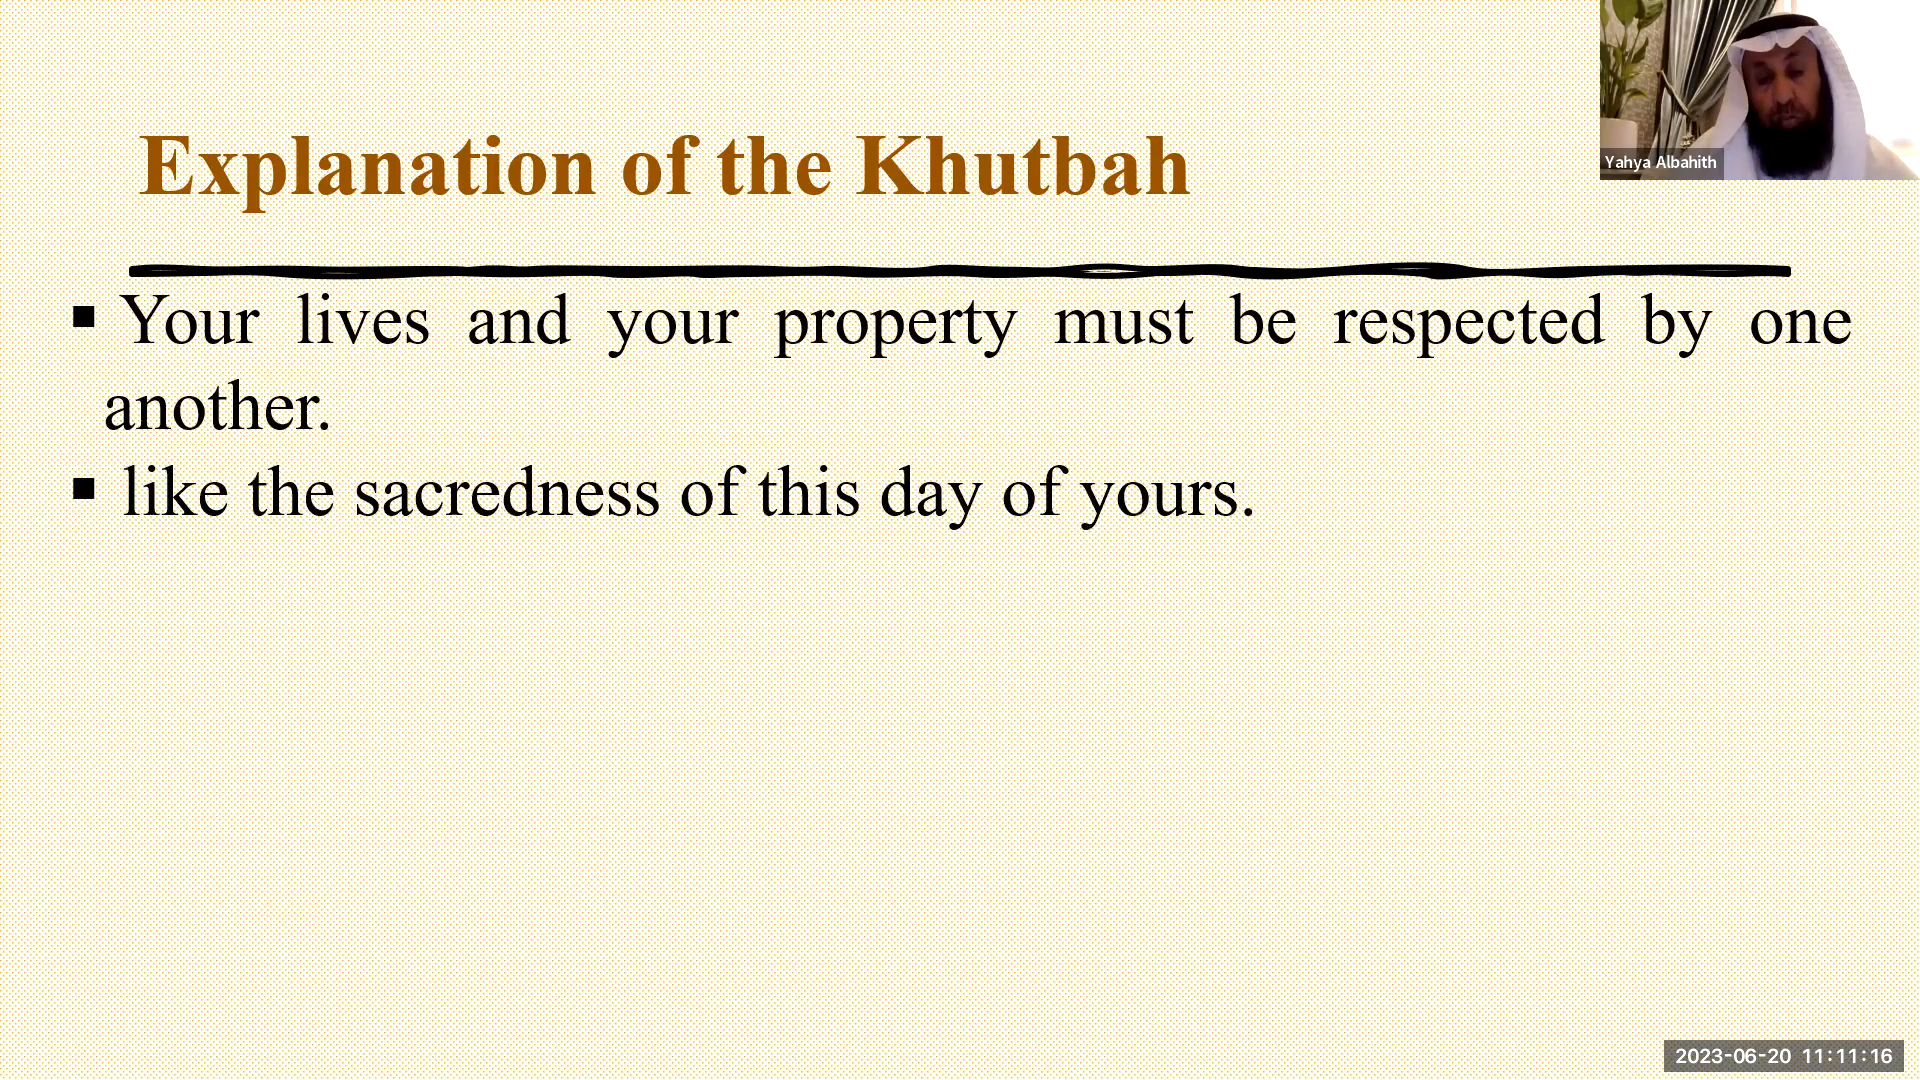 Explanation of the Khutbah
Yahya Albahith
▪ Your lives and your property must be respected by one
another.
▪ like the sacredness of this day of yours.
2023-06-20 11:11:16